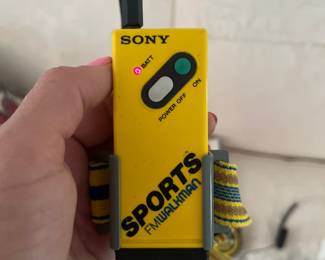 SONY
BATT
POWER OFF ON
SPORTS
FM WALKMAN